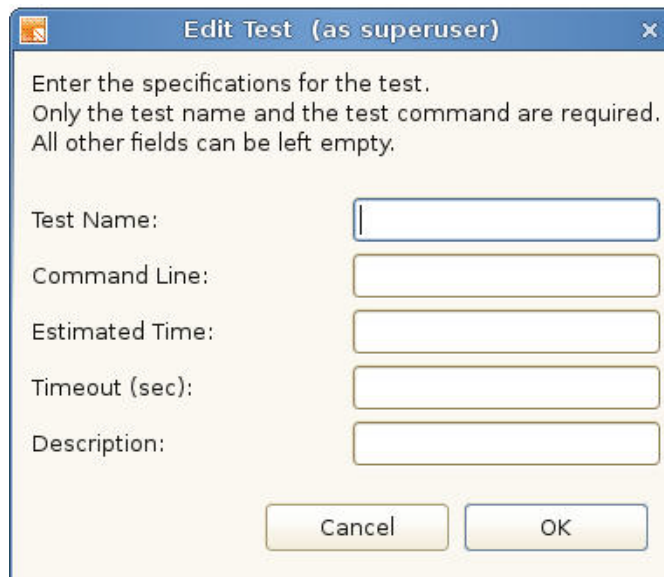 Edit Test (as superuser)
Enter the specifications for the test.
Only the test name and the test command are required.
All other fields can be left empty.
Test Name:
Command Line:
Estimated Time:
Timeout (sec):
Description:
Cancel OK